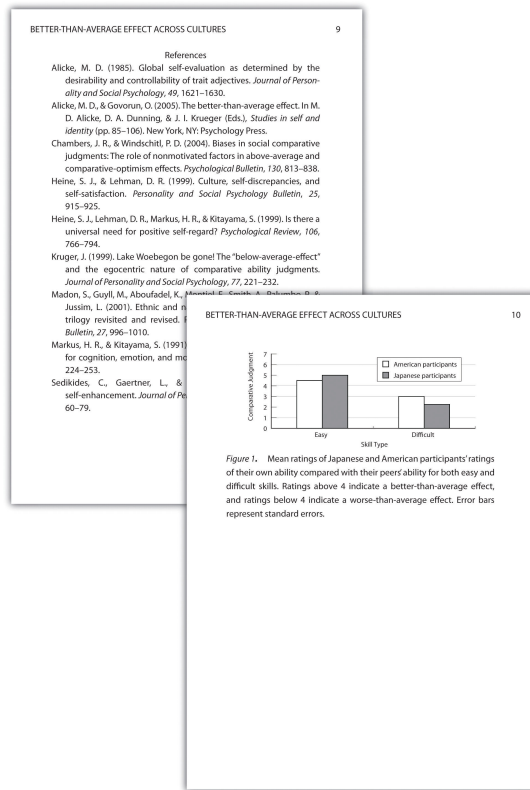 BETTER-THAN-AVERAGE EFFECT ACROSS CULTURES 9
References
Alicke, M. D. (1985). Global self-evaluation as determined by the
desirability and controllability of trait adjectives. Journal of Person-
ality and Social Psychology, 49, 1621–1630.
Alicke, M. D., & Govorun, O. (2005). The better-than-average effect. In M.
D. Alicke, D. A. Dunning, & J. I. Krueger (Eds.), Studies in self and
identity (pp. 85–106). New York, NY: Psychology Press.
Chambers, J. R., & Windschitl, P. D. (2004). Biases in social comparative
judgments: The role of nonmotivated factors in above-average and
comparative-optimism effects. Psychological Bulletin, 130, 813–838.
Heine, S. J., & Lehman, D. R. (1999). Culture, self-discrepancies, and
self-satisfaction. Personality and Social Psychology Bulletin, 25,
915–925.
Heine, S. J., Lehman, D. R., Markus, H. R., & Kitayama, S. (1999). Is there a
universal need for positive self-regard? Psychological Review, 106,
766–794.
Kruger, J. (1999). Lake Woebegon be gone! The "below-average-effect"
and the egocentric nature of comparative ability judgments.
Journal of Personality and Social Psychology, 77, 221–232.
Madon, S., Guyll, M., Aboufadel, K., Montiel, E., Smith, A., Palumbo, P., &
Jussim, L. (2001). Ethnic and n
trilogy revisited and revised.
Bulletin, 27, 996–1010.
Markus, H. R., & Kitayama, S. (1991)
for cognition, emotion, and mo
224–253.
Sedikides, C., Gaertner, L., &
self-enhancement. Journal of Pe
60–79.
BETTER-THAN-AVERAGE EFFECT ACROSS CULTURES 10
Comparative Judgment
7
6
5
4
3
2
1
0
American participants
Japanese participants
Easy Difficult
Skill Type
Figure 1. Mean ratings of Japanese and American participants' ratings
of their own ability compared with their peers' ability for both easy and
difficult skills. Ratings above 4 indicate a better-than-average effect,
and ratings below 4 indicate a worse-than-average effect. Error bars
represent standard errors.